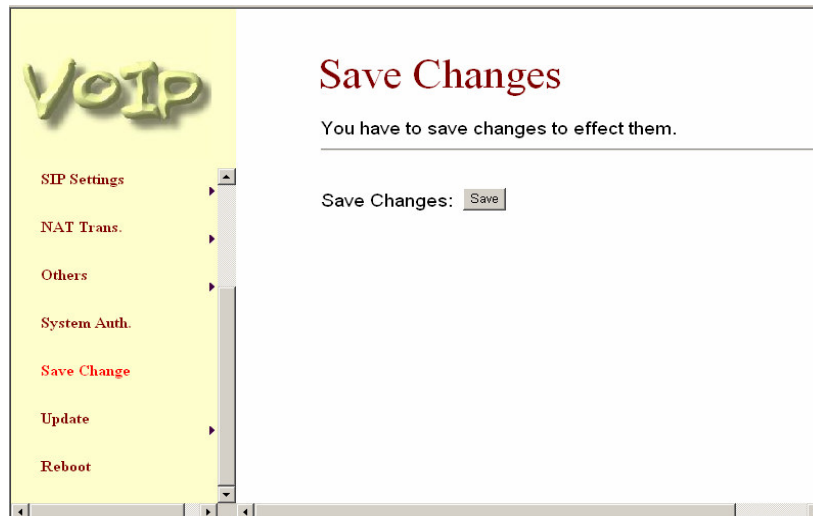 VoIp
SIP Settings
NAT Trans.
Others
System Auth.
Save Change
Update
Reboot
Save Changes
You have to save changes to effect them.
Save Changes: Save